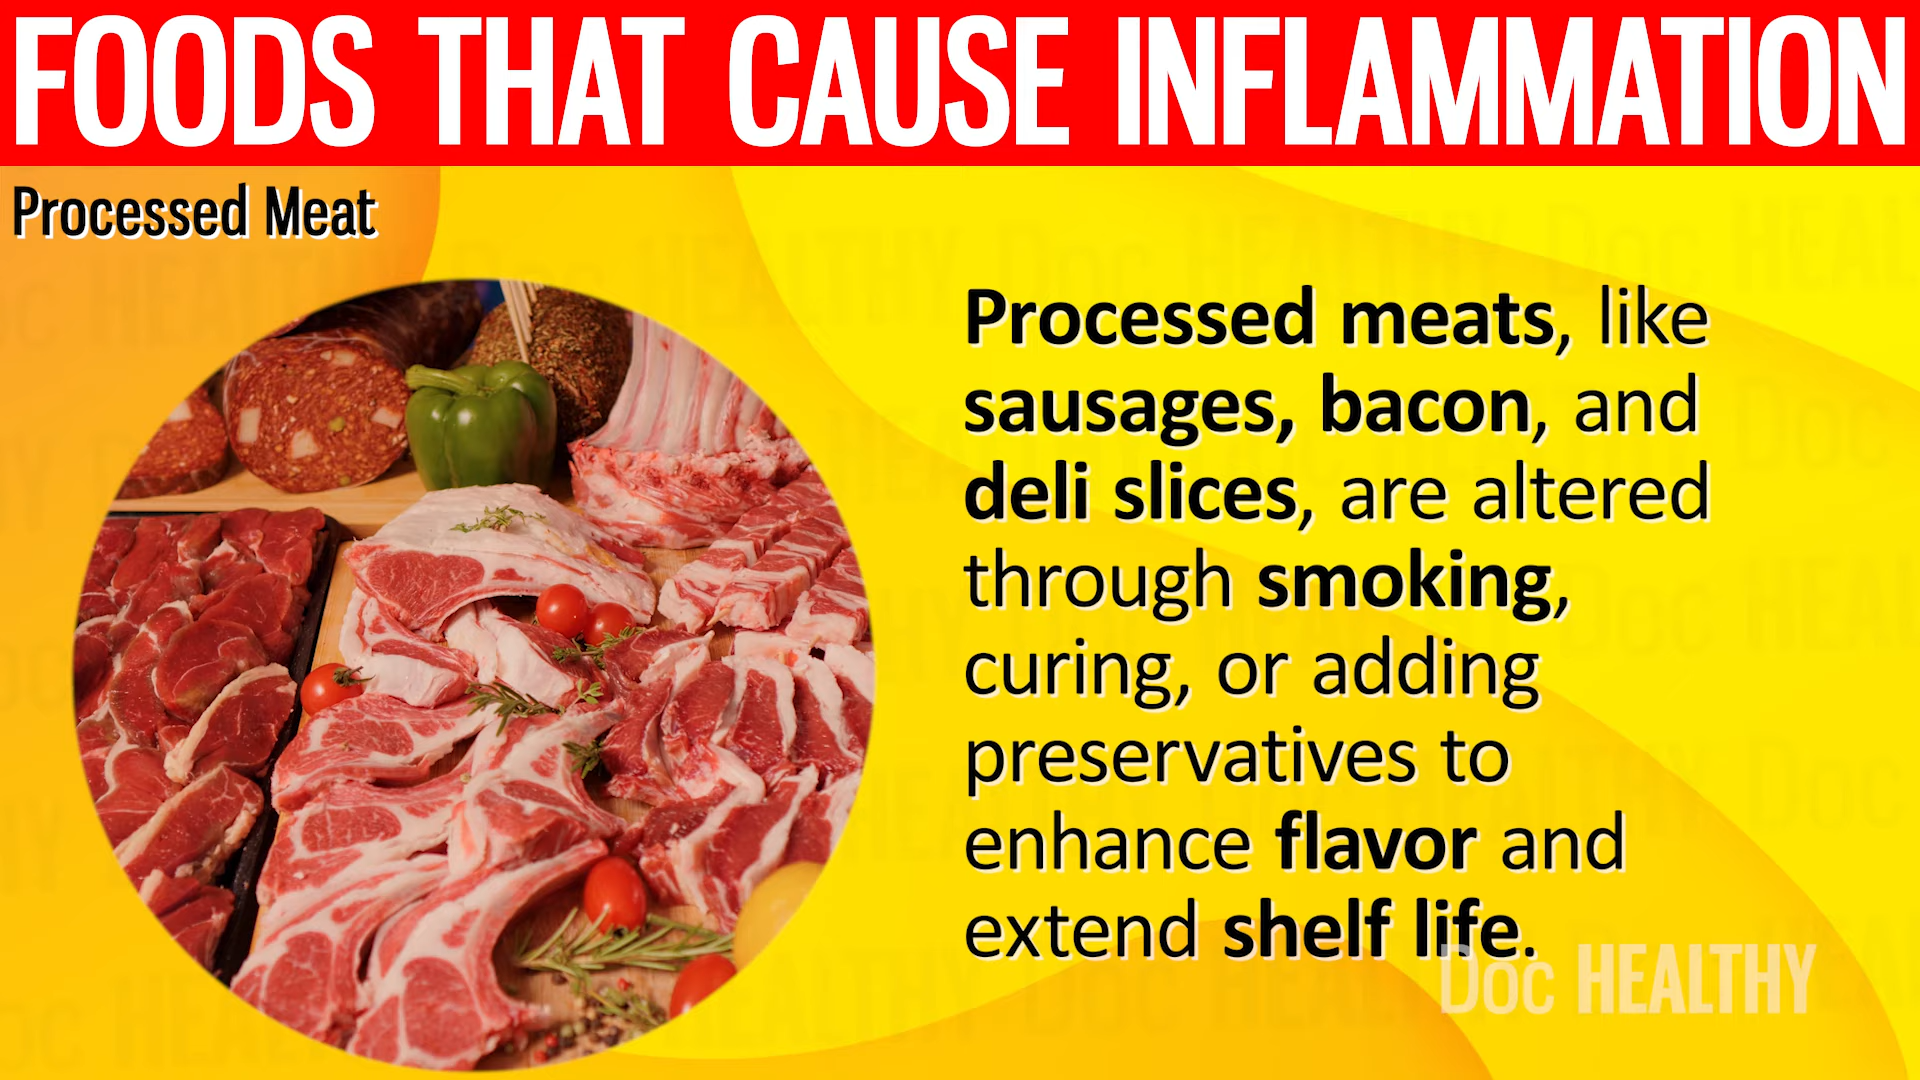 FOODS THAT CAUSE INFLAMMATION
Processed Meat
Processed meats, like
sausages, bacon, and
deli slices, are altered
through smoking,
curing, or adding
preservatives to
enhance flavor and
extend shelf life.
Doc HEALTHY